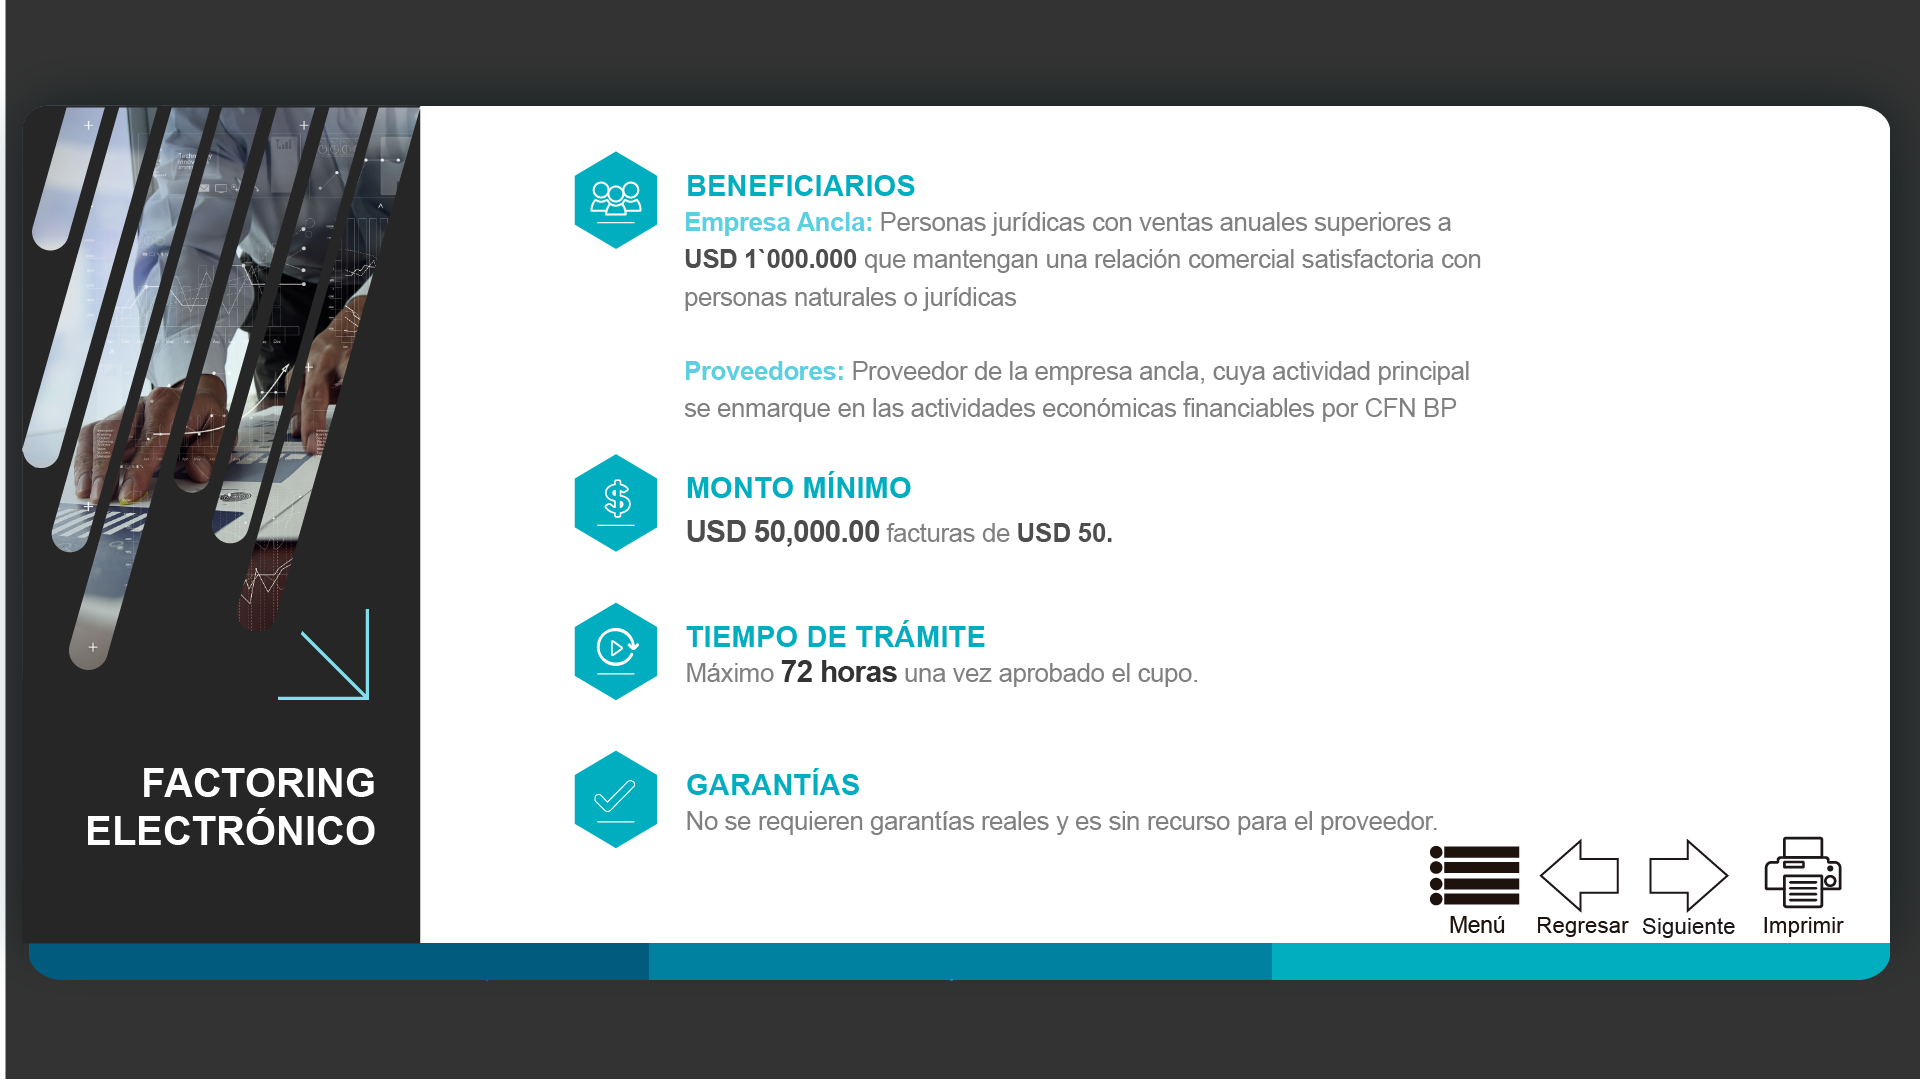 BENEFICIARIOS
Empresa Ancla: Personas jurídicas con ventas anuales superiores a
USD 1`000.000 que mantengan una relación comercial satisfactoria con
personas naturales o jurídicas
Proveedores: Proveedor de la empresa ancla, cuya actividad principal
se enmarque en las actividades económicas financiables por CFN BP
MONTO MÍNIMO
USD 50,000.00 facturas de USD 50.
TIEMPO DE TRÁMITE
Máximo 72 horas una vez aprobado el cupo.
GARANTÍAS
No se requieren garantías reales y es sin recurso para el proveedor.
FACTORING
ELECTRÓNICO
Menú
Regresar
Siguiente
Imprimir